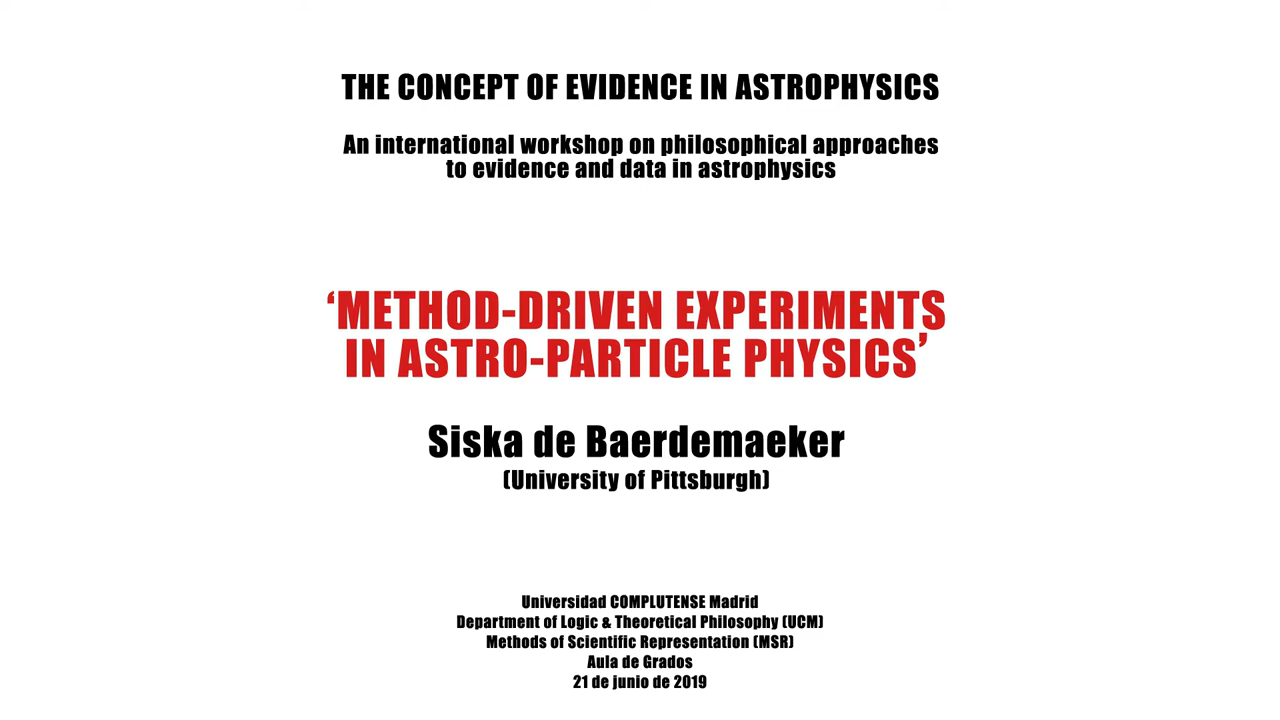 THE CONCEPT OF EVIDENCE IN ASTROPHYSICS
An international workshop on philosophical approaches
to evidence and data in astrophysics
‘METHOD-DRIVEN EXPERIMENTS
IN ASTRO-PARTICLE PHYSICS’
Siska de Baerdemaeker
(University of Pittsburgh)
Universidad COMPLUTENSE Madrid
Department of Logic & Theoretical Philosophy (UCM)
Methods of Scientific Representation (MSR)
Aula de Grados
21 de junio de 2019